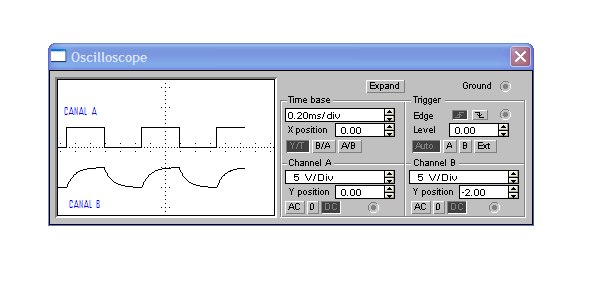 Oscilloscope
Expand
Ground
CANAL A
CANAL B
Time base
0.20ms/div
X position 0.00
Y/T B/A A/B
Trigger
Edge
Level 0.00
Auto A B Ext
Channel A
5 V/Div
Y position 0.00
AC 0 DC
Channel B
5 V/Div
Y position -2.00
AC 0 DC